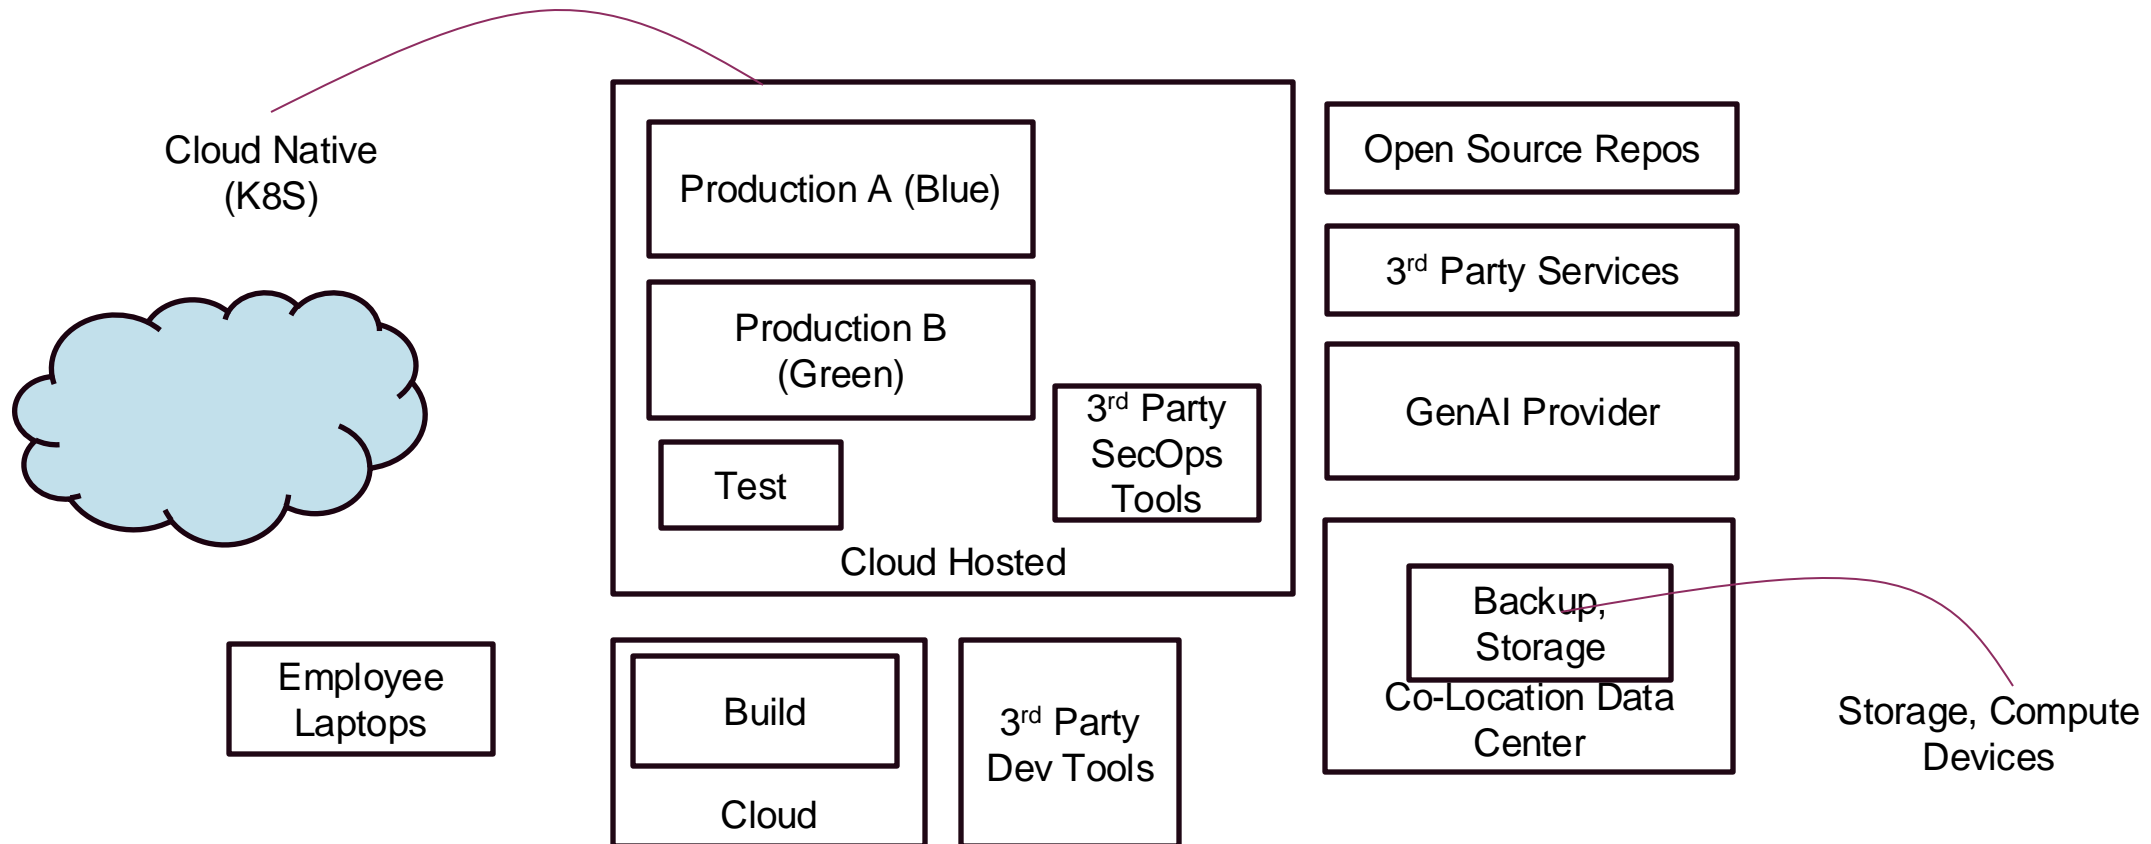 Cloud Native
(K8S)
Production A (Blue)
Production B
(Green)
Test
3rd Party
SecOps
Tools
Cloud Hosted
Open Source Repos
3rd Party Services
GenAI Provider
Backup,
Storage
Co-Location Data
Center
Storage, Compute
Devices
Employee
Laptops
Build
Cloud
3rd Party
Dev Tools